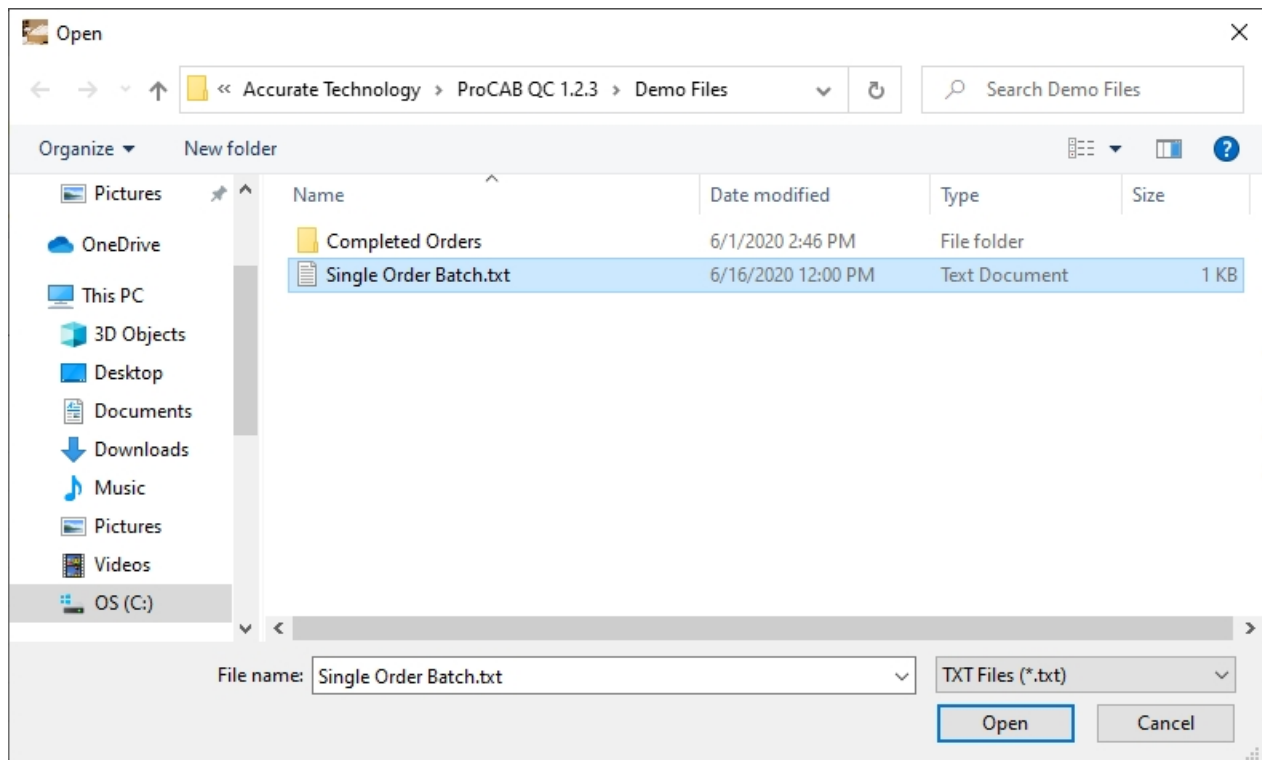 Open
« Accurate Technology › ProCAB QC 1.2.3 › Demo Files
Search Demo Files
Organize
New folder
Pictures
OneDrive
This PC
3D Objects
Desktop
Documents
Downloads
Music
Pictures
Videos
OS (C:)
Name Date modified Type Size
Completed Orders 6/1/2020 2:46 PM File folder
Single Order Batch.txt 6/16/2020 12:00 PM Text Document 1 KB
File name: Single Order Batch.txt TXT Files (*.txt)
Open Cancel